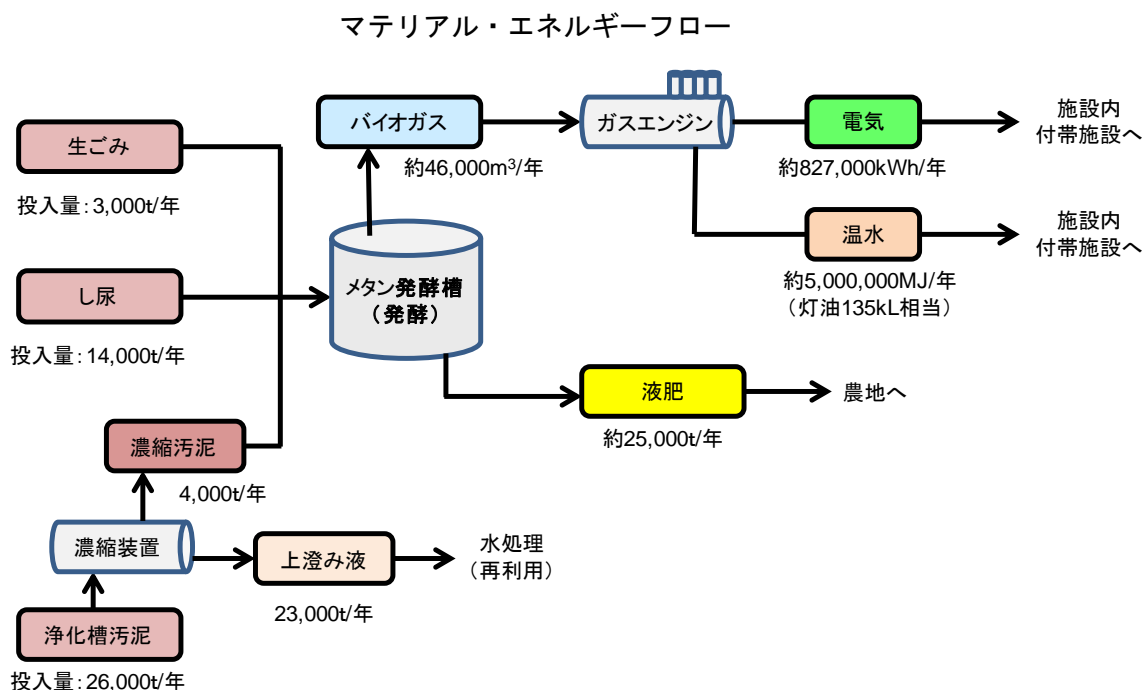 マテリアル・エネルギーフロー
生ごみ
投入量：3,000t/年
し尿
投入量：14,000t/年
濃縮汚泥
4,000t/年
濃縮装置
浄化槽汚泥
投入量：26,000t/年
上澄み液
23,000t/年
水処理
（再利用）
メタン発酵槽
（発酵）
バイオガス
約46,000m³/年
ガスエンジン
電気
約827,000kWh/年
施設内
付帯施設へ
温水
約5,000,000MJ/年
（灯油135kL相当）
施設内
付帯施設へ
液肥
約25,000t/年
農地へ